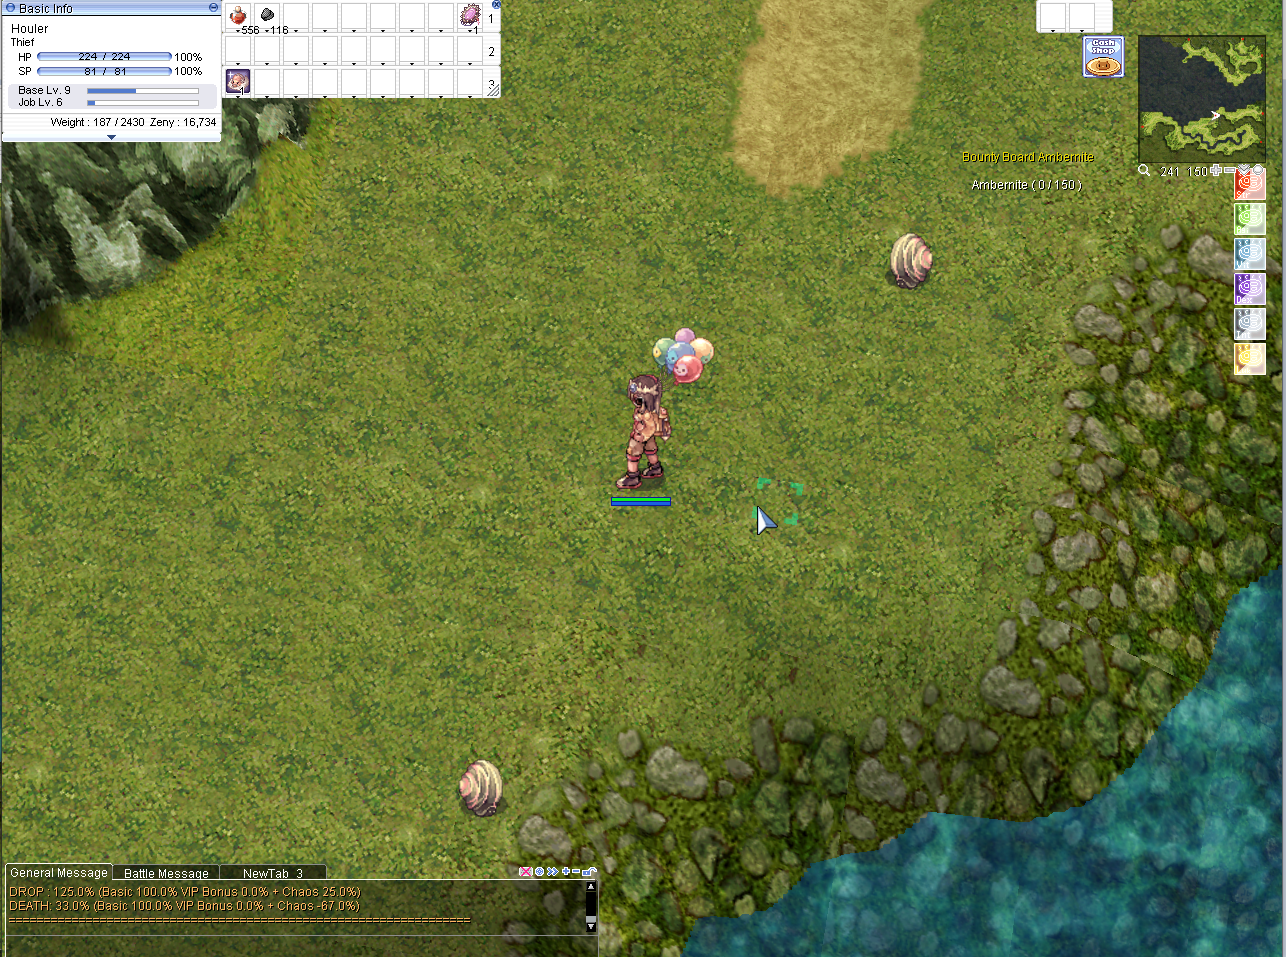 Basic Info
Houler
Thief
HP 224 / 224 100%
SP 81 / 81 100%
Base Lv. 9
Job Lv. 6
Weight : 187 / 2430 Zeny : 16,734
556 116 1 1
2
1 3
Cash Shop
241 150
Bounty Board Ambernite
Ambernite ( 0 / 150 )
General Message Battle Message NewTab_3
DROP : 125.0% (Basic 100.0% VIP Bonus 0.0% + Chaos 25.0%)
DEATH: 33.0% (Basic 100.0% VIP Bonus 0.0% + Chaos -67.0%)